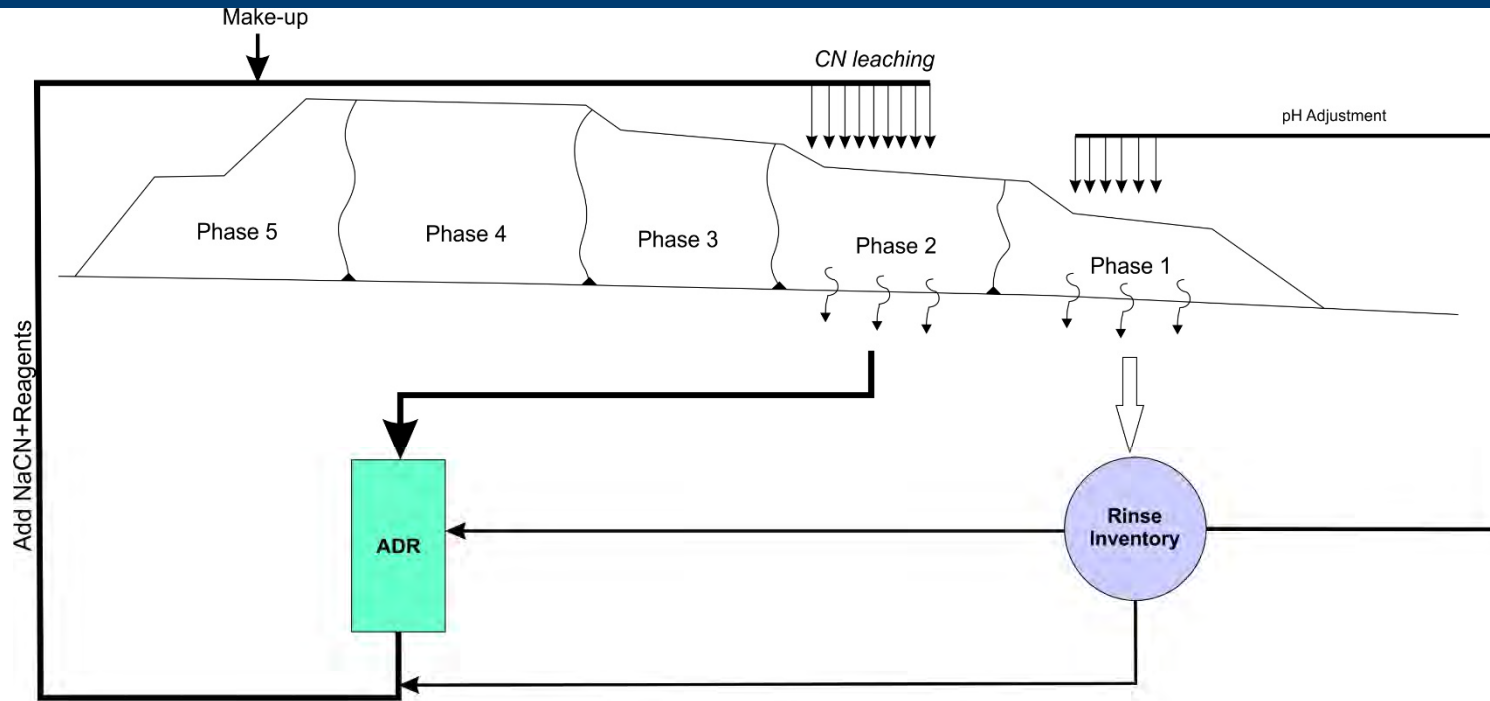 Make-up
CN leaching
pH Adjustment
Phase 5
Phase 4
Phase 3
Phase 2
Phase 1
Add NaCN+Reagents
ADR
Rinse
Inventory